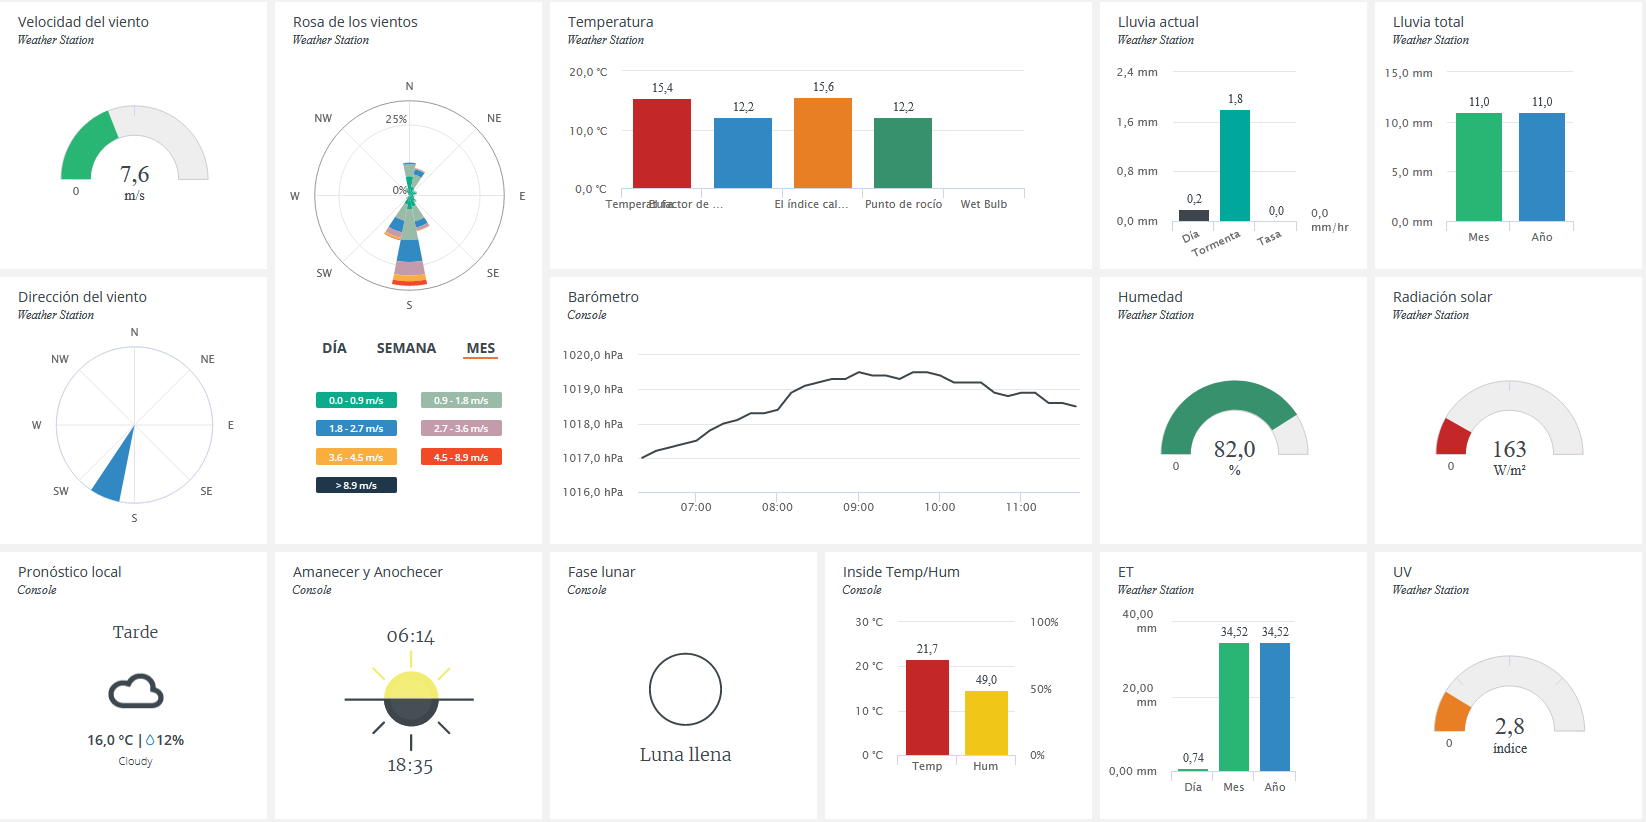 Velocidad del viento
Weather Station
0
7,6
m/s
Rosa de los vientos
Weather Station
N
NW
NE
25%
0%
W
E
SW
SE
S
DÍA SEMANA MES
0.0 - 0.9 m/s
0.9 - 1.8 m/s
1.8 - 2.7 m/s
2.7 - 3.6 m/s
3.6 - 4.5 m/s
4.5 - 8.9 m/s
> 8.9 m/s
Temperatura
Weather Station
20,0 °C
10,0 °C
0,0 °C
15,4
12,2
15,6
12,2
Temperatura
factor de ...
El índice cal...
Punto de rocío
Wet Bulb
Lluvia actual
Weather Station
2,4 mm
1,6 mm
0,8 mm
0,0 mm
0,2
1,8
0,0
Día
Tormenta
Tasa
0,0
mm/hr
Lluvia total
Weather Station
15,0 mm
10,0 mm
5,0 mm
0,0 mm
11,0
11,0
Mes
Año
Dirección del viento
Weather Station
N
NW
NE
W
E
SW
SE
S
Barómetro
Console
1020,0 hPa
1019,0 hPa
1018,0 hPa
1017,0 hPa
1016,0 hPa
07:00
08:00
09:00
10:00
11:00
Humedad
Weather Station
0
82,0
%
Radiación solar
Weather Station
0
163
W/m²
Pronóstico local
Console
Tarde
16,0 °C | 12%
Cloudy
Amanecer y Anochecer
Console
06:14
18:35
Fase lunar
Console
Luna llena
Inside Temp/Hum
Console
30 °C
20 °C
10 °C
0 °C
21,7
49,0
100%
50%
0%
Temp
Hum
ET
Weather Station
40,00
mm
20,00
mm
0,00 mm
0,74
34,52
34,52
Día
Mes
Año
UV
Weather Station
0
2,8
índice